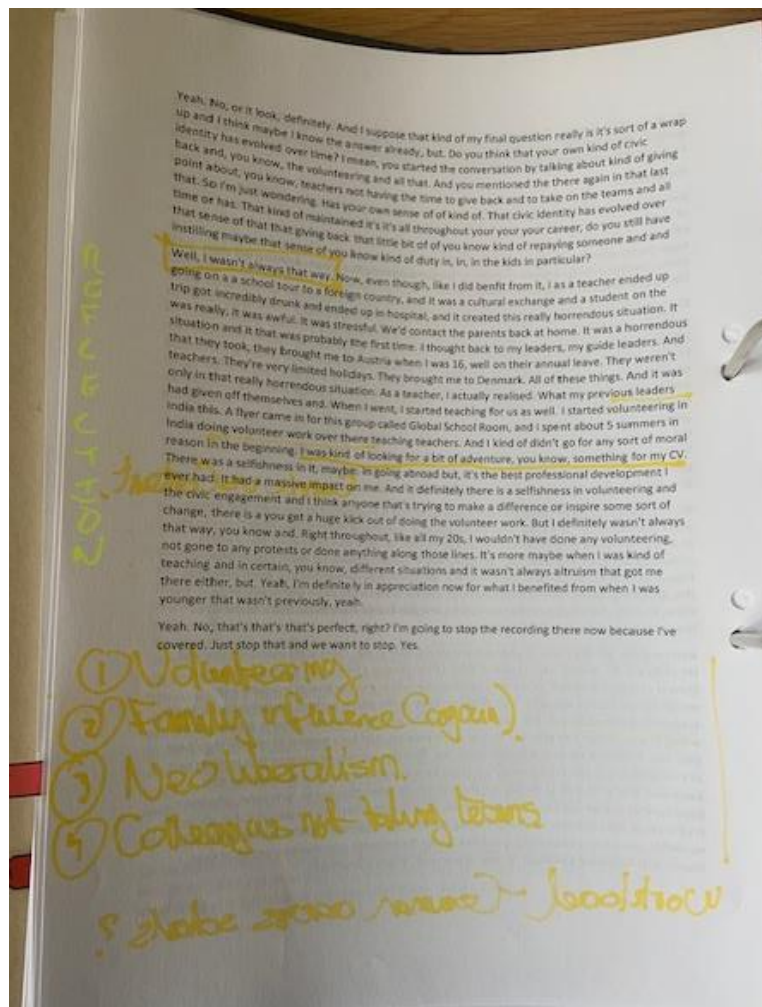 Yeah. No, or it look, definitely. And I suppose that kind of my final question really is it's sort of a wrap
up and I think maybe I know the answer already, but. Do you think that your own kind of civic
identity has evolved over time? I mean, you started the conversation by talking about kind of giving
back and, you know, the volunteering and all that. And you mentioned the there again in that last
point about, you know, teachers not having the time to give back and to take on the teams and all
that. So I'm just wondering. Has your own sense of of kind of. That civic identity has evolved over
time or has. That kind of maintained it's it's all throughout your your your career, do you still have
that sense of that that giving back that little bit of of you know kind of repaying someone and and
instilling maybe that sense of you know kind of duty in, in, in the kids in particular?
Well, I wasn't always that way. Now, even though, like I did benfit from it, I as a teacher ended up
going on a a school tour to a foreign country, and it was a cultural exchange and a student on the
trip got incredibly drunk and ended up in hospital, and it created this really horrendous situation. It
was really, it was awful. It was stressful. We'd contact the parents back at home. It was a horrendous
situation and it that was probably the first time. I thought back to my leaders, my guide leaders. And
that they took, they brought me to Austria when I was 16, well on their annual leave. They weren't
teachers. They're very limited holidays. They brought me to Denmark. All of these things. And it was
only in that really horrendous situation. As a teacher, I actually realised. What my previous leaders
had given off themselves and. When I went, I started teaching for us as well. I started volunteering in
India this. A flyer came in for this group called Global School Room, and I spent about 5 summers in
India doing volunteer work over there teaching teachers. And I kind of didn't go for any sort of moral
reason in the beginning. I was kind of looking for a bit of adventure, you know, something for my CV.
There was a selfishness in it, maybe. In going abroad but, it's the best professional development I
ever had. It had a massive impact on me. And it definitely there is a selfishness in volunteering and
the civic engagement and I think anyone that's trying to make a difference or inspire some sort of
change, there is a you get a huge kick out of doing the volunteer work. But I definitely wasn't always
that way, you know and. Right throughout, like all my 20s, I wouldn't have done any volunteering,
not gone to any protests or done anything along those lines. It's more maybe when I was kind of
teaching and in certain, you know, different situations and it wasn't always altruism that got me
there either, but. Yeah, I'm definitely in appreciation now for what I benefited from when I was
younger that wasn't previously, yeah.
Yeah. No, that's that's that's perfect, right? I'm going to stop the recording there now because I've
covered. Just stop that and we want to stop. Yes.
① Volunteering
② Family influence (again).
③ Neoliberalism.
④ Colleagues not taking teams